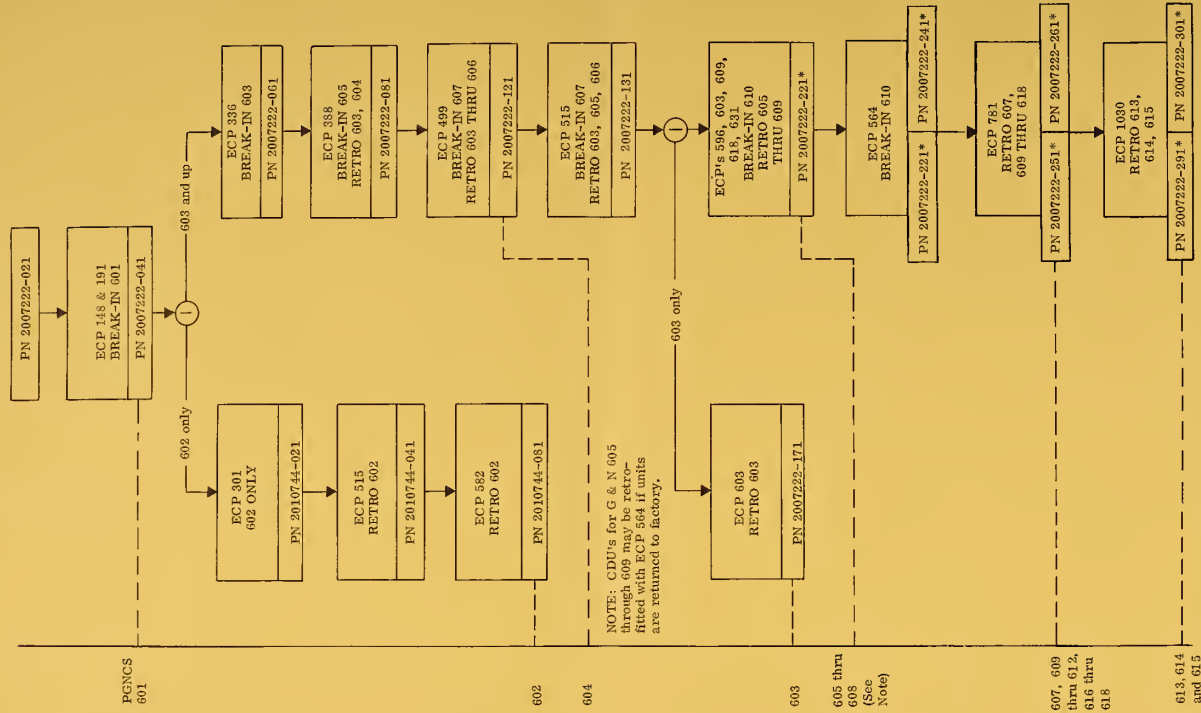 PN 2007222-021
ECP 148 & 191
BREAK-IN 601
PN 2007222-041
602 only
603 and up
ECP 301
602 ONLY
PN 2010744-021
ECP 515
RETRO 602
PN 2010744-041
ECP 582
RETRO 602
PN 2010744-081
ECP 336
BREAK-IN 603
PN 2007222-061
ECP 388
BREAK-IN 605
RETRO 603, 604
PN 2007222-081
ECP 499
BREAK-IN 607
RETRO 603 THRU 606
PN 2007222-121
ECP 515
BREAK-IN 607
RETRO 603, 605, 606
PN 2007222-131
NOTE: CDU's for G & N 605
through 609 may be retro-
fitted with ECP 564 if units
are returned to factory.
603 only
ECP 603
RETRO 603
PN 2007222-171
ECP's 596, 603, 609,
618, 631
BREAK-IN 610
RETRO 605
THRU 609
PN 2007222-221*
ECP 564
BREAK-IN 610
PN 2007222-221*
PN 2007222-241*
ECP 781
RETRO 607,
609 THRU 618
PN 2007222-251*
PN 2007222-261*
ECP 1030
RETRO 613,
614, 615
PN 2007222-291*
PN 2007222-301*
PGNCS
601
602
604
603
605 thru
608
(See
Note)
607, 609
thru 612,
616 thru
618
613, 614
and 615